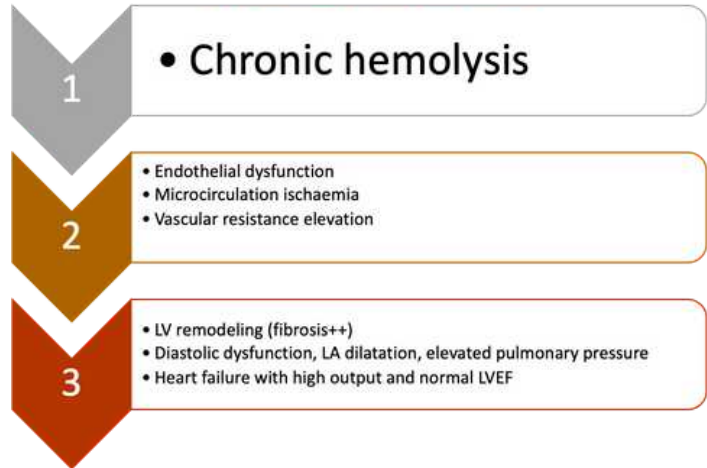 1
• Chronic hemolysis
2
• Endothelial dysfunction
• Microcirculation ischaemia
• Vascular resistance elevation
3
• LV remodeling (fibrosis++)
• Diastolic dysfunction, LA dilatation, elevated pulmonary pressure
• Heart failure with high output and normal LVEF